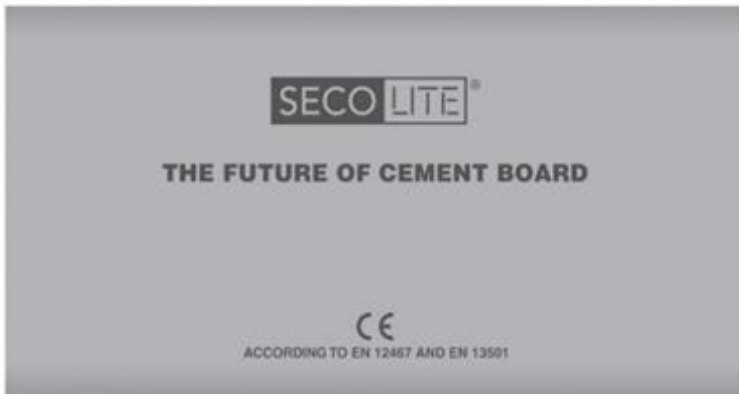 SECO LITE®
THE FUTURE OF CEMENT BOARD
CE
ACCORDING TO EN 12467 AND EN 13501